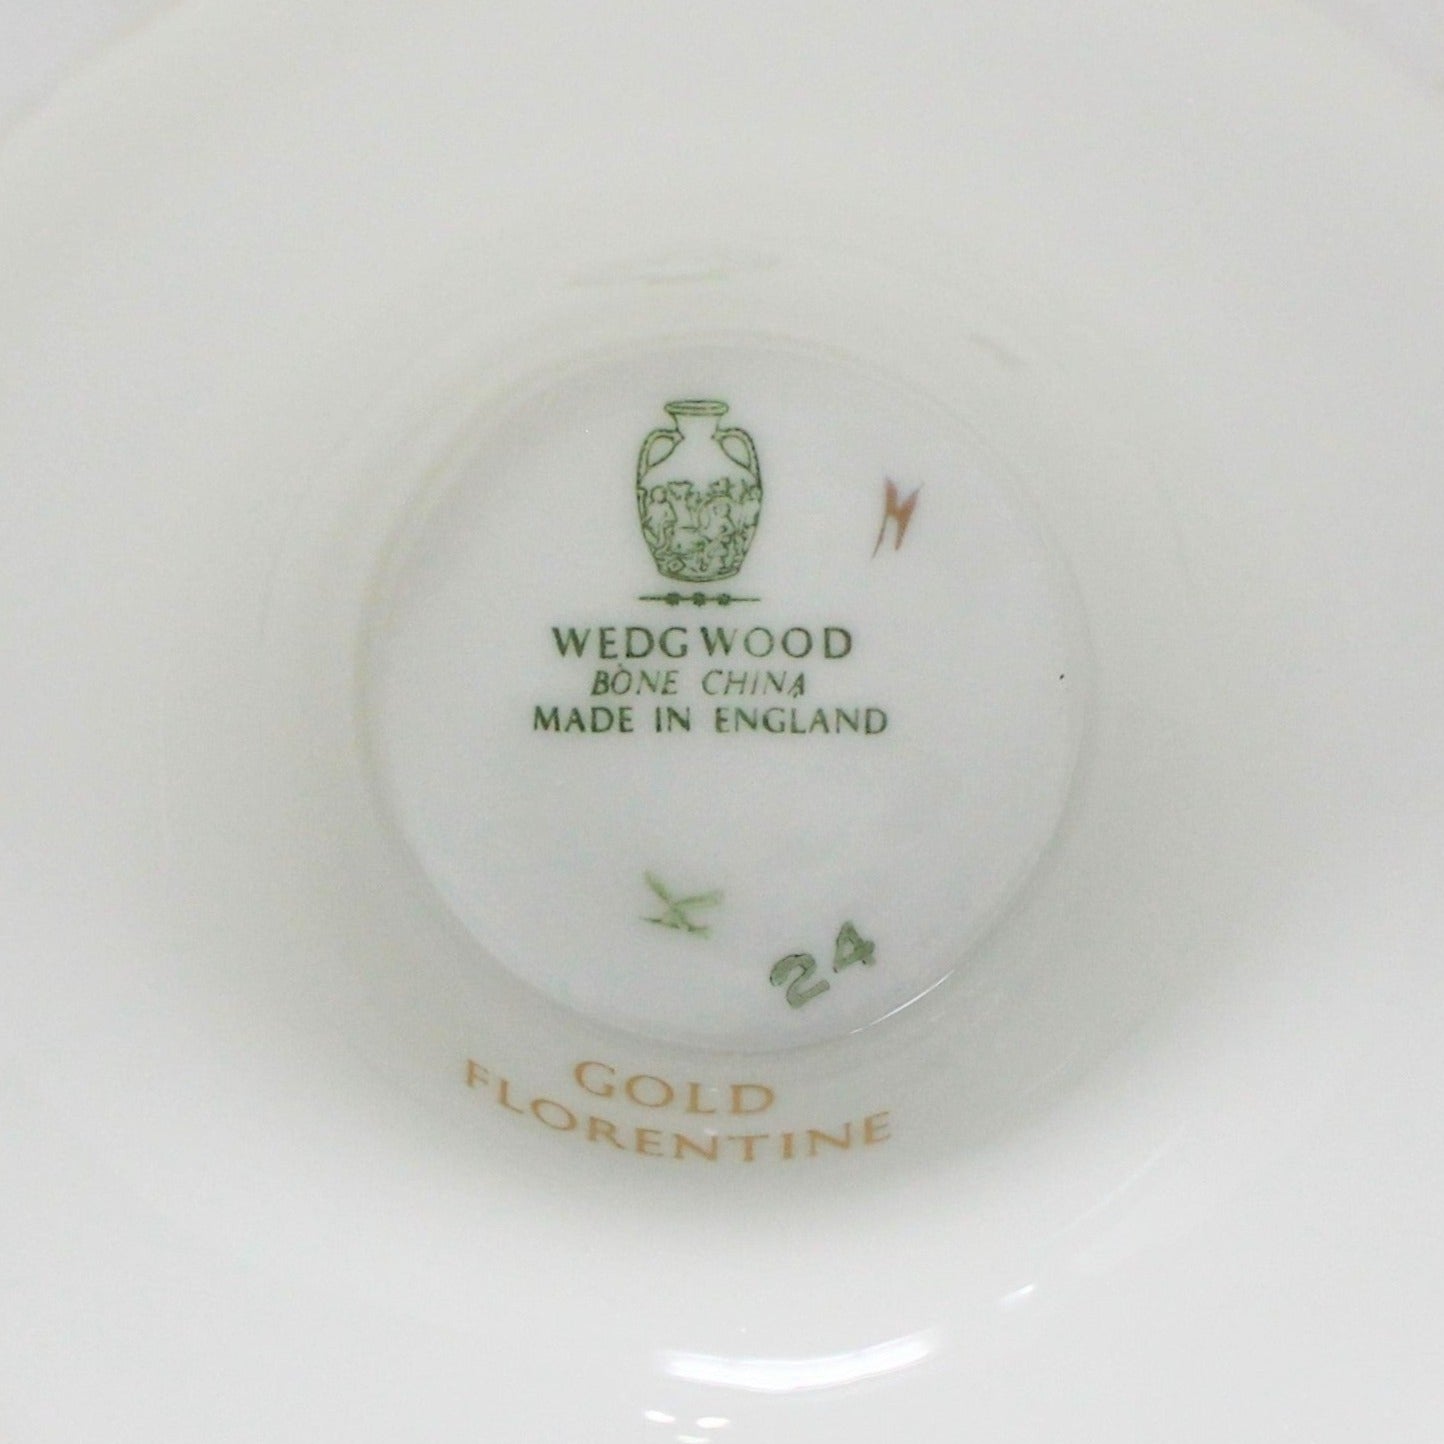 N
WEDGWOOD
BONE CHINA
MADE IN ENGLAND
K
24
GOLD
FLORENTINE